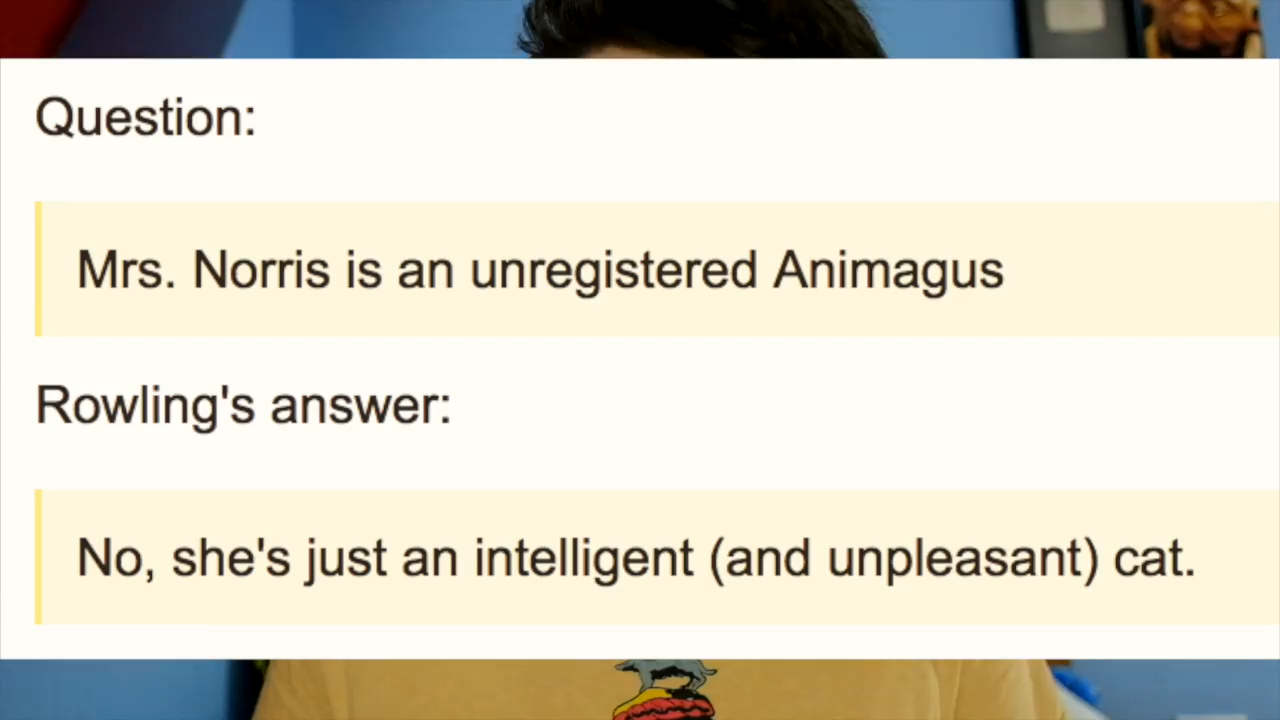 Question:
Mrs. Norris is an unregistered Animagus
Rowling's answer:
No, she's just an intelligent (and unpleasant) cat.